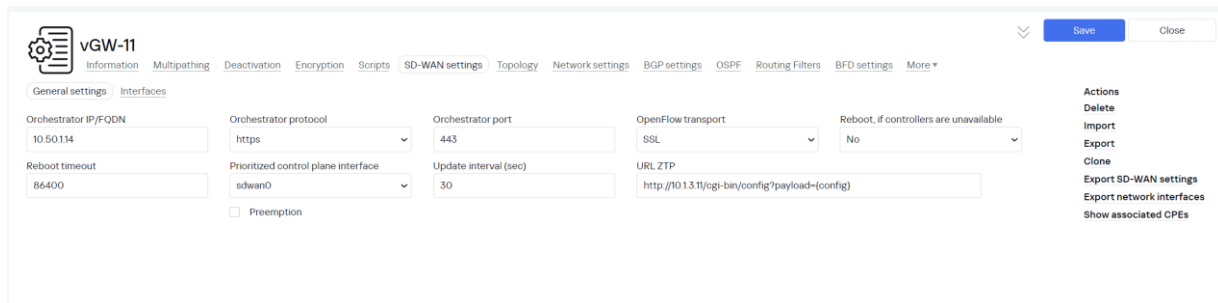 vGW-11
Save Close
Information Multipathing Deactivation Encryption Scripts SD-WAN settings Topology Network settings BGP settings OSPF Routing Filters BFD settings More
General settings Interfaces
Actions
Delete
Import
Export
Clone
Export SD-WAN settings
Export network interfaces
Show associated CPEs
Orchestrator IP/FQDN Orchestrator protocol Orchestrator port OpenFlow transport Reboot, if controllers are unavailable
10.50.1.14 https 443 SSL No
Reboot timeout Prioritized control plane interface Update interval (sec) URL ZTP
86400 sdwan0 30 http://10.1.3.11/cgi-bin/config?payload={config}
Preemption